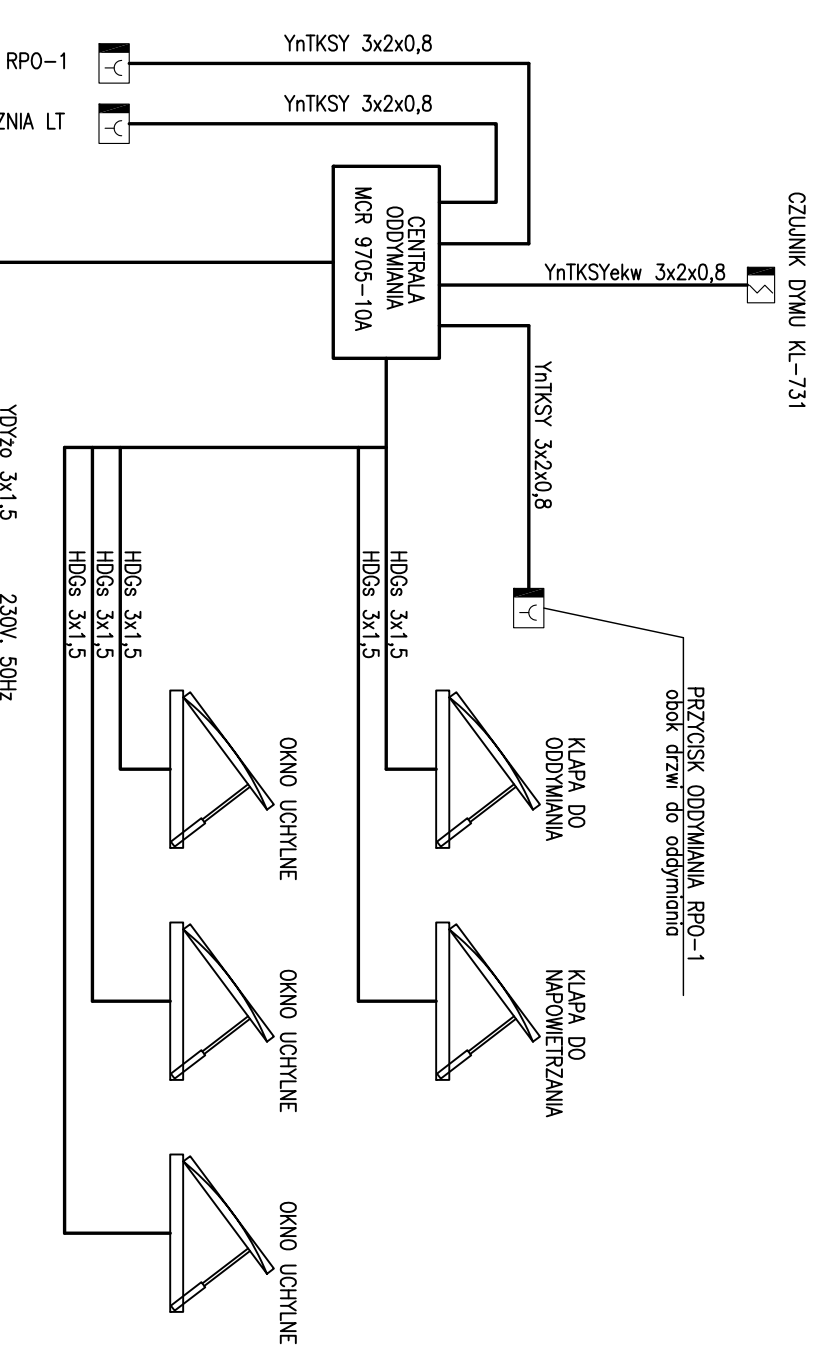 RPO-1
YnTKSY 3x2x0,8
ZNIA LT
YnTKSY 3x2x0,8
CENTRALA
ODDYMIANIA
MCR 9705-10A
YnTKSYekw 3x2x0,8
CZUJNIK DYMU KL-731
YnTKSY 3x2x0,8
PRZYCISK ODDYMIANIA RPO-1
obok drzwi do oddymiania
HDGs 3x1,5
HDGs 3x1,5
KLAPA DO
ODDYMIANIA
KLAPA DO
NAPOWIETRZANIA
HDGs 3x1,5
HDGs 3x1,5
HDGs 3x1,5
OKNO UCHYLNE
OKNO UCHYLNE
OKNO UCHYLNE
YDYżo 3x1,5
230V, 50Hz